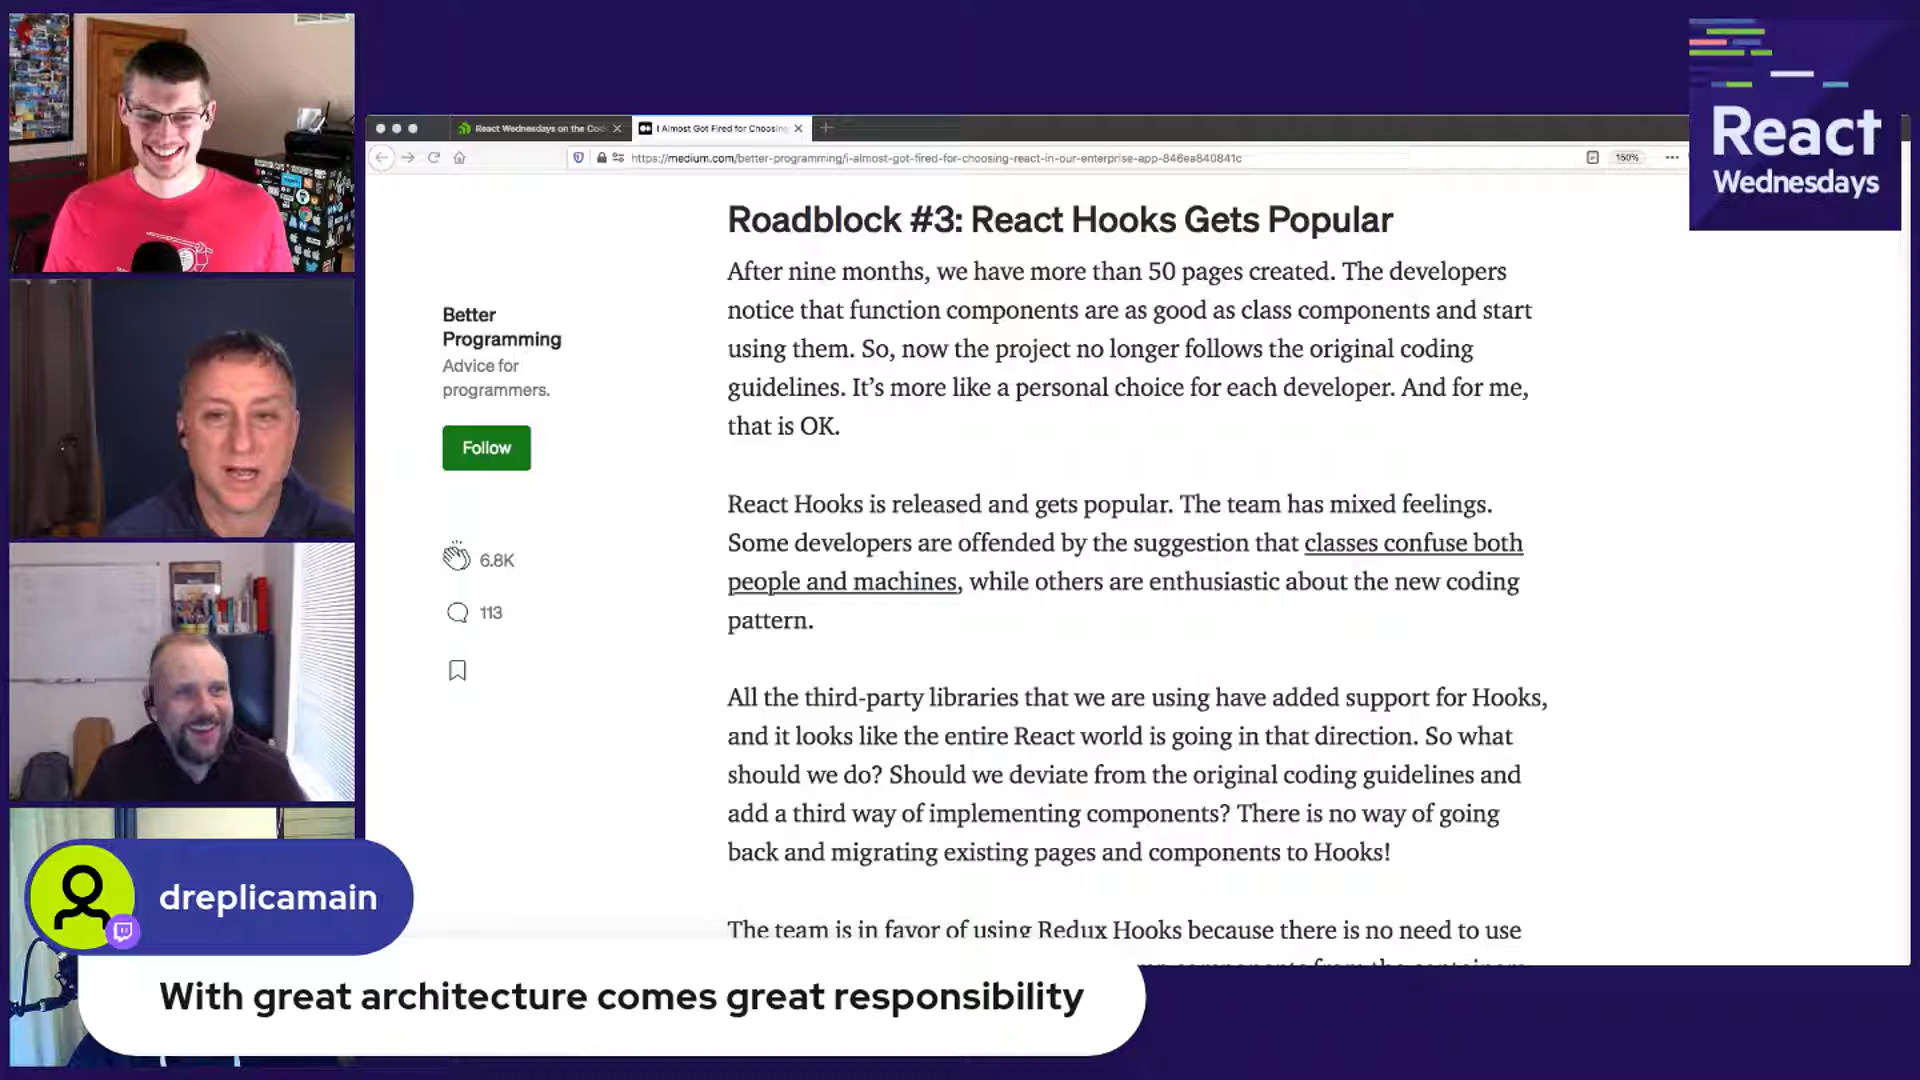 React
Wednesdays
React Wednesdays on the Cod
I Almost Got Fired for Choosing
https://medium.com/better-programming/i-almost-got-fired-for-choosing-react-in-our-enterprise-app-846ea840841c
150%
Roadblock #3: React Hooks Gets Popular
After nine months, we have more than 50 pages created. The developers
notice that function components are as good as class components and start
using them. So, now the project no longer follows the original coding
guidelines. It’s more like a personal choice for each developer. And for me,
that is OK.
Better
Programming
Advice for
programmers.
Follow
6.8K
113
React Hooks is released and gets popular. The team has mixed feelings.
Some developers are offended by the suggestion that classes confuse both
people and machines, while others are enthusiastic about the new coding
pattern.
All the third-party libraries that we are using have added support for Hooks,
and it looks like the entire React world is going in that direction. So what
should we do? Should we deviate from the original coding guidelines and
add a third way of implementing components? There is no way of going
back and migrating existing pages and components to Hooks!
The team is in favor of using Redux Hooks because there is no need to use
dreplicamain
With great architecture comes great responsibility